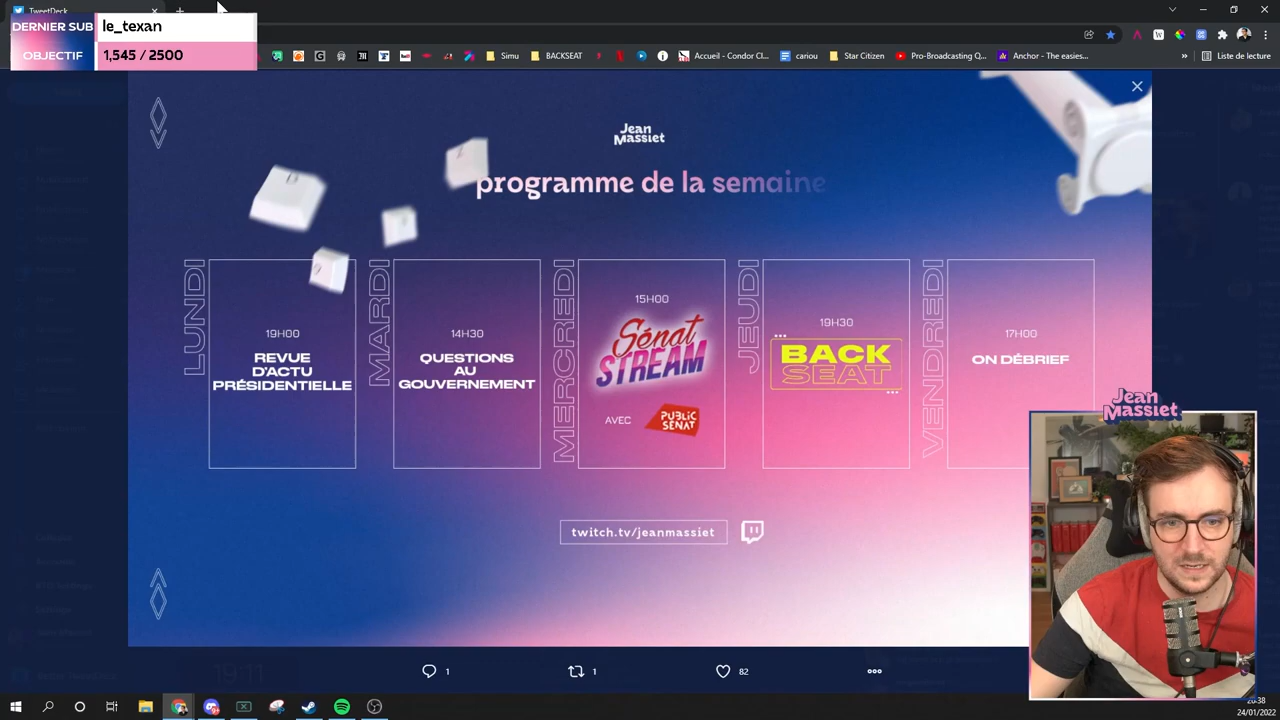 TweetDeck
DERNIER SUB le_texan
OBJECTIF 1,545 / 2500
Simu
BACKSEAT
Accueil - Condor Cl...
cariou
Star Citizen
Pro-Broadcasting Q...
Anchor - The easies...
Liste de lecture
Jean
Massiet
programme de la semaine
LUNDI
19H00
REVUE
D'ACTU
PRÉSIDENTIELLE
MARDI
14H30
QUESTIONS
AU
GOUVERNEMENT
MERCREDI
15H00
Sénat
STREAM
AVEC
PUBLIC
SÉNAT
JEUDI
19H30
BACK
SEAT
VENDREDI
17H00
ON DÉBRIEF
twitch.tv/jeanmassiet
Jean
Massiet
1
1
82
19:11
24/01/2022